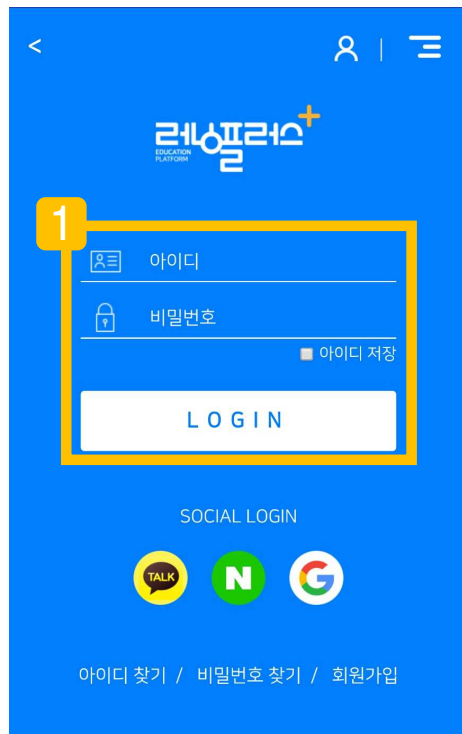 <
러닝플러스+
EDUCATION
PLATFORM
1
아이디
비밀번호
아이디 저장
LOGIN
SOCIAL LOGIN
TALK
N
G
아이디 찾기 / 비밀번호 찾기 / 회원가입